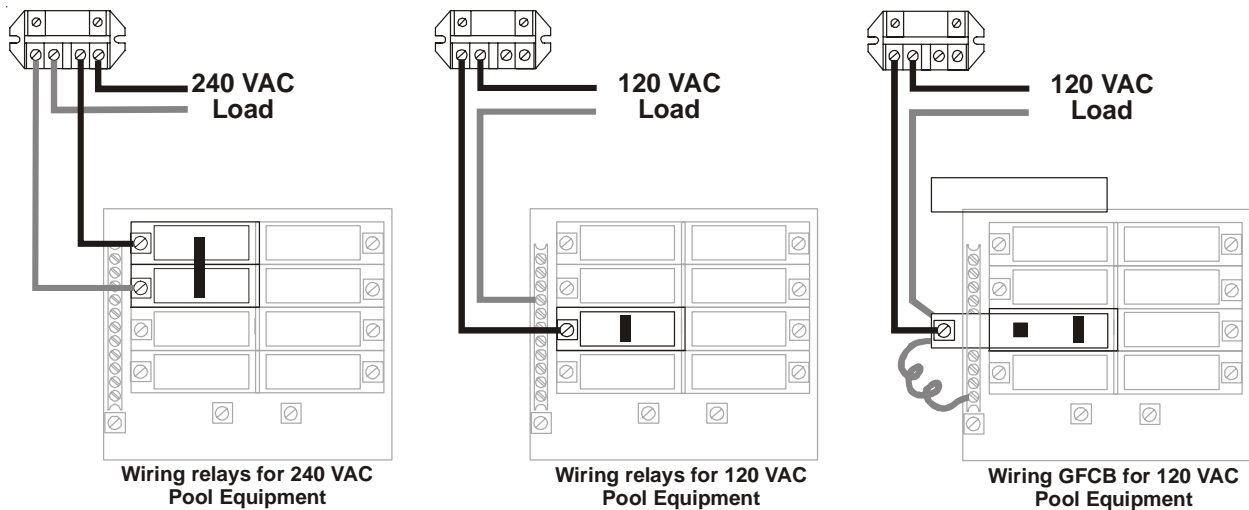 240 VAC
Load
120 VAC
Load
120 VAC
Load
Wiring relays for 240 VAC
Pool Equipment
Wiring relays for 120 VAC
Pool Equipment
Wiring GFCB for 120 VAC
Pool Equipment